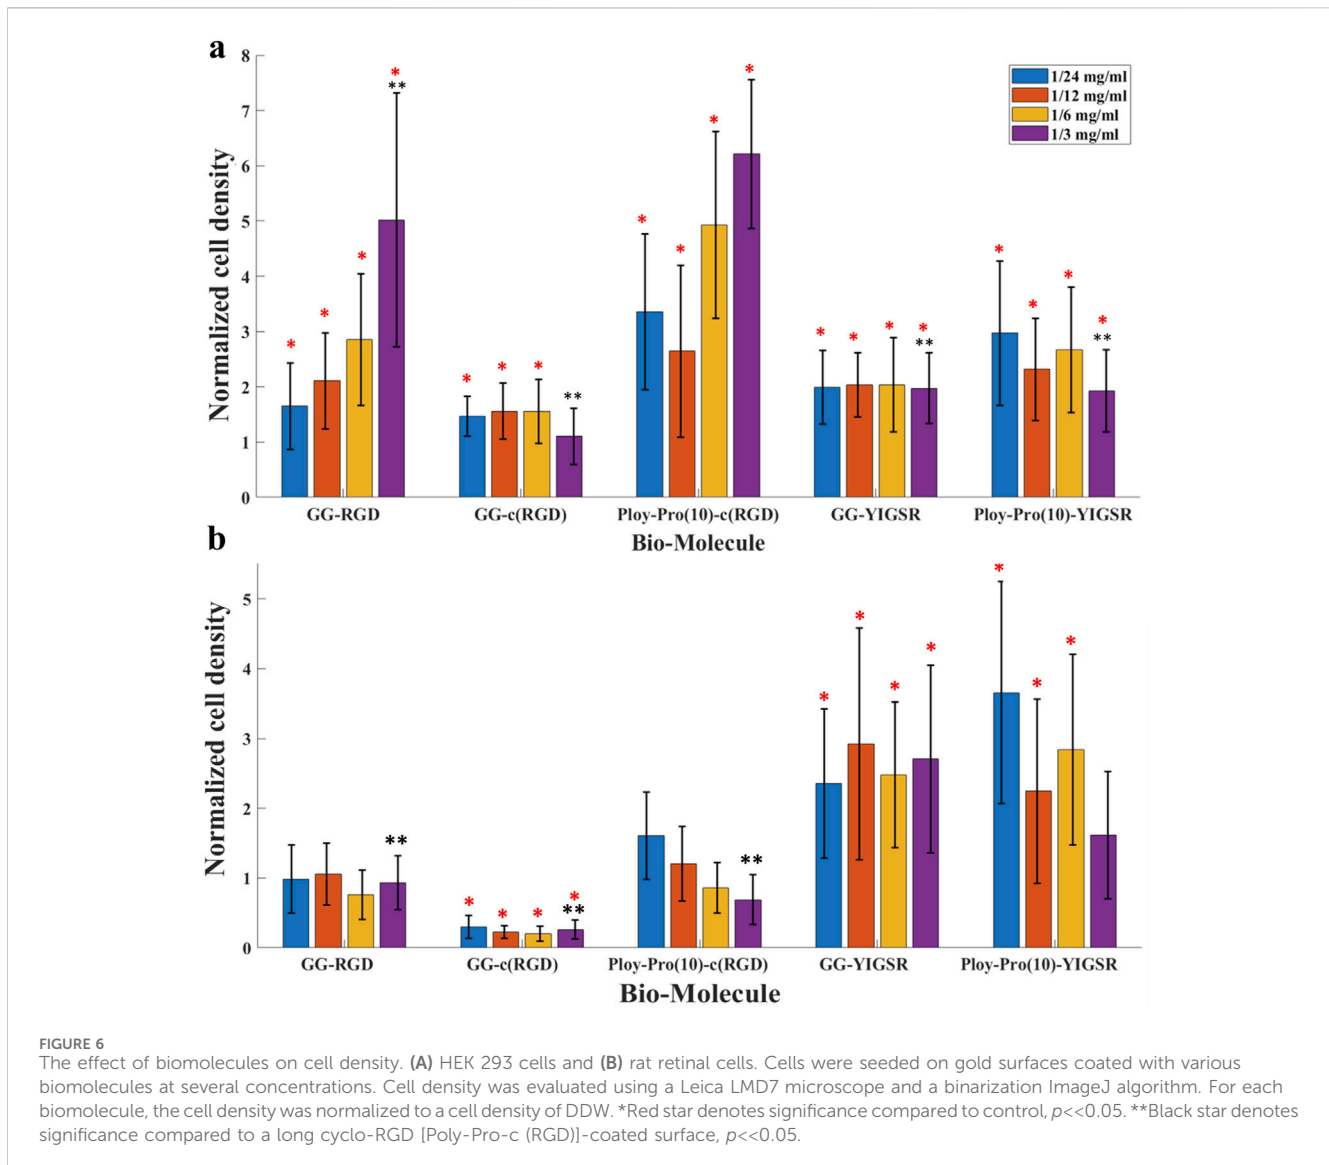 a
8
7
6
5
4
3
2
1
0
Normalized cell density
* * * * **
* * * **
* * * *
* * * * **
* * * * **
1/24 mg/ml
1/12 mg/ml
1/6 mg/ml
1/3 mg/ml
GG-RGD GG-c(RGD) Ploy-Pro(10)-c(RGD) GG-YIGSR Ploy-Pro(10)-YIGSR
Bio-Molecule
b
5
4
3
2
1
0
Normalized cell density
**
* * * * **
**
* * * *
* * *
GG-RGD GG-c(RGD) Ploy-Pro(10)-c(RGD) GG-YIGSR Ploy-Pro(10)-YIGSR
Bio-Molecule
FIGURE 6
The effect of biomolecules on cell density. (A) HEK 293 cells and (B) rat retinal cells. Cells were seeded on gold surfaces coated with various
biomolecules at several concentrations. Cell density was evaluated using a Leica LMD7 microscope and a binarization ImageJ algorithm. For each
biomolecule, the cell density was normalized to a cell density of DDW. *Red star denotes significance compared to control, p<<0.05. **Black star denotes
significance compared to a long cyclo-RGD [Poly-Pro-c (RGD)]-coated surface, p<<0.05.